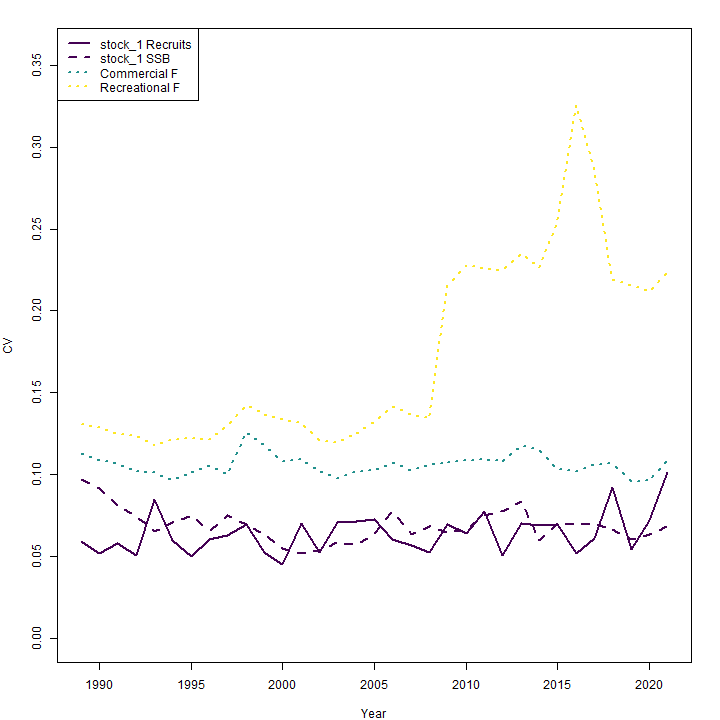 stock_1 Recruits
stock_1 SSB
Commercial F
Recreational F
0.35
0.30
0.25
0.20
0.15
0.10
0.05
0.00
CV
1990 1995 2000 2005 2010 2015 2020
Year